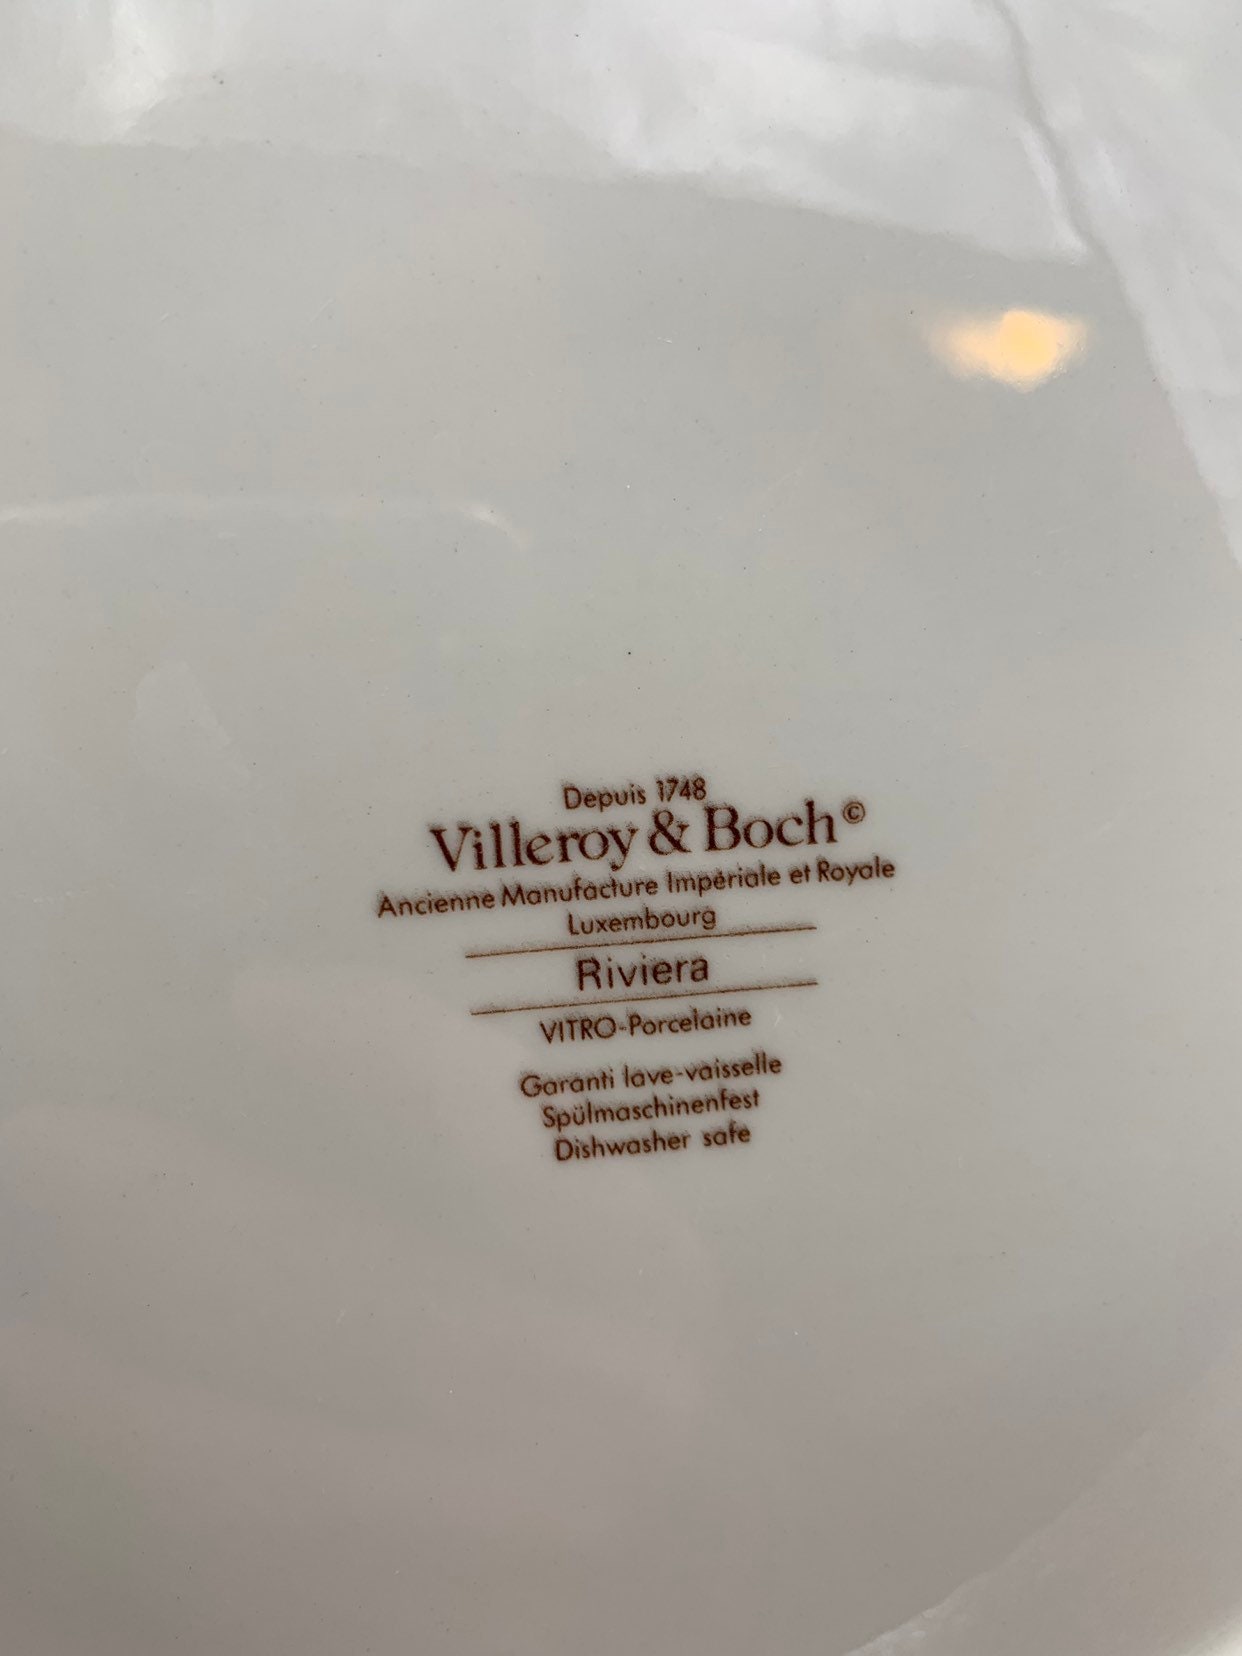 Depuis 1748
Villeroy & Boch©
Ancienne Manufacture Impériale et Royale
Luxembourg
Riviera
VITRO-Porcelaine
Garanti lave-vaisselle
Spülmaschinenfest
Dishwasher safe